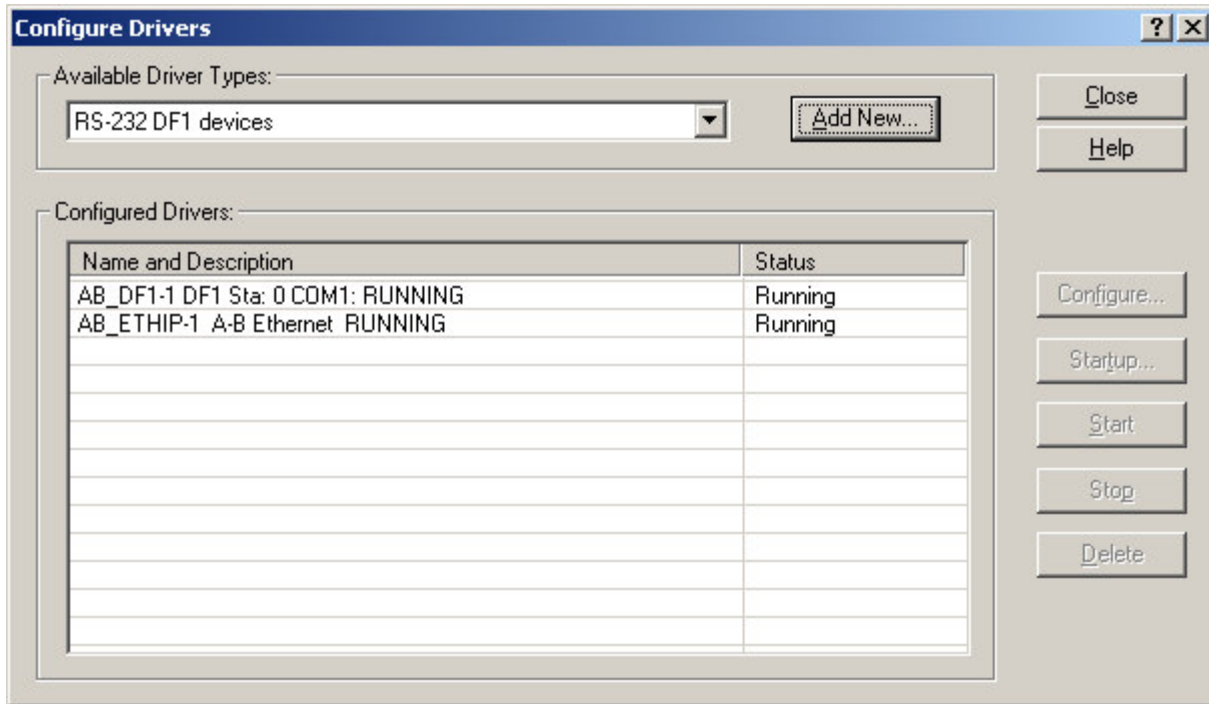 Configure Drivers
? X
Available Driver Types:
RS-232 DF1 devices
Add New...
Close
Help
Configured Drivers:
Name and Description Status
AB_DF1-1 DF1 Sta: 0 COM1: RUNNING Running
AB_ETHIP-1 A-B Ethernet RUNNING Running
Configure...
Startup...
Start
Stop
Delete